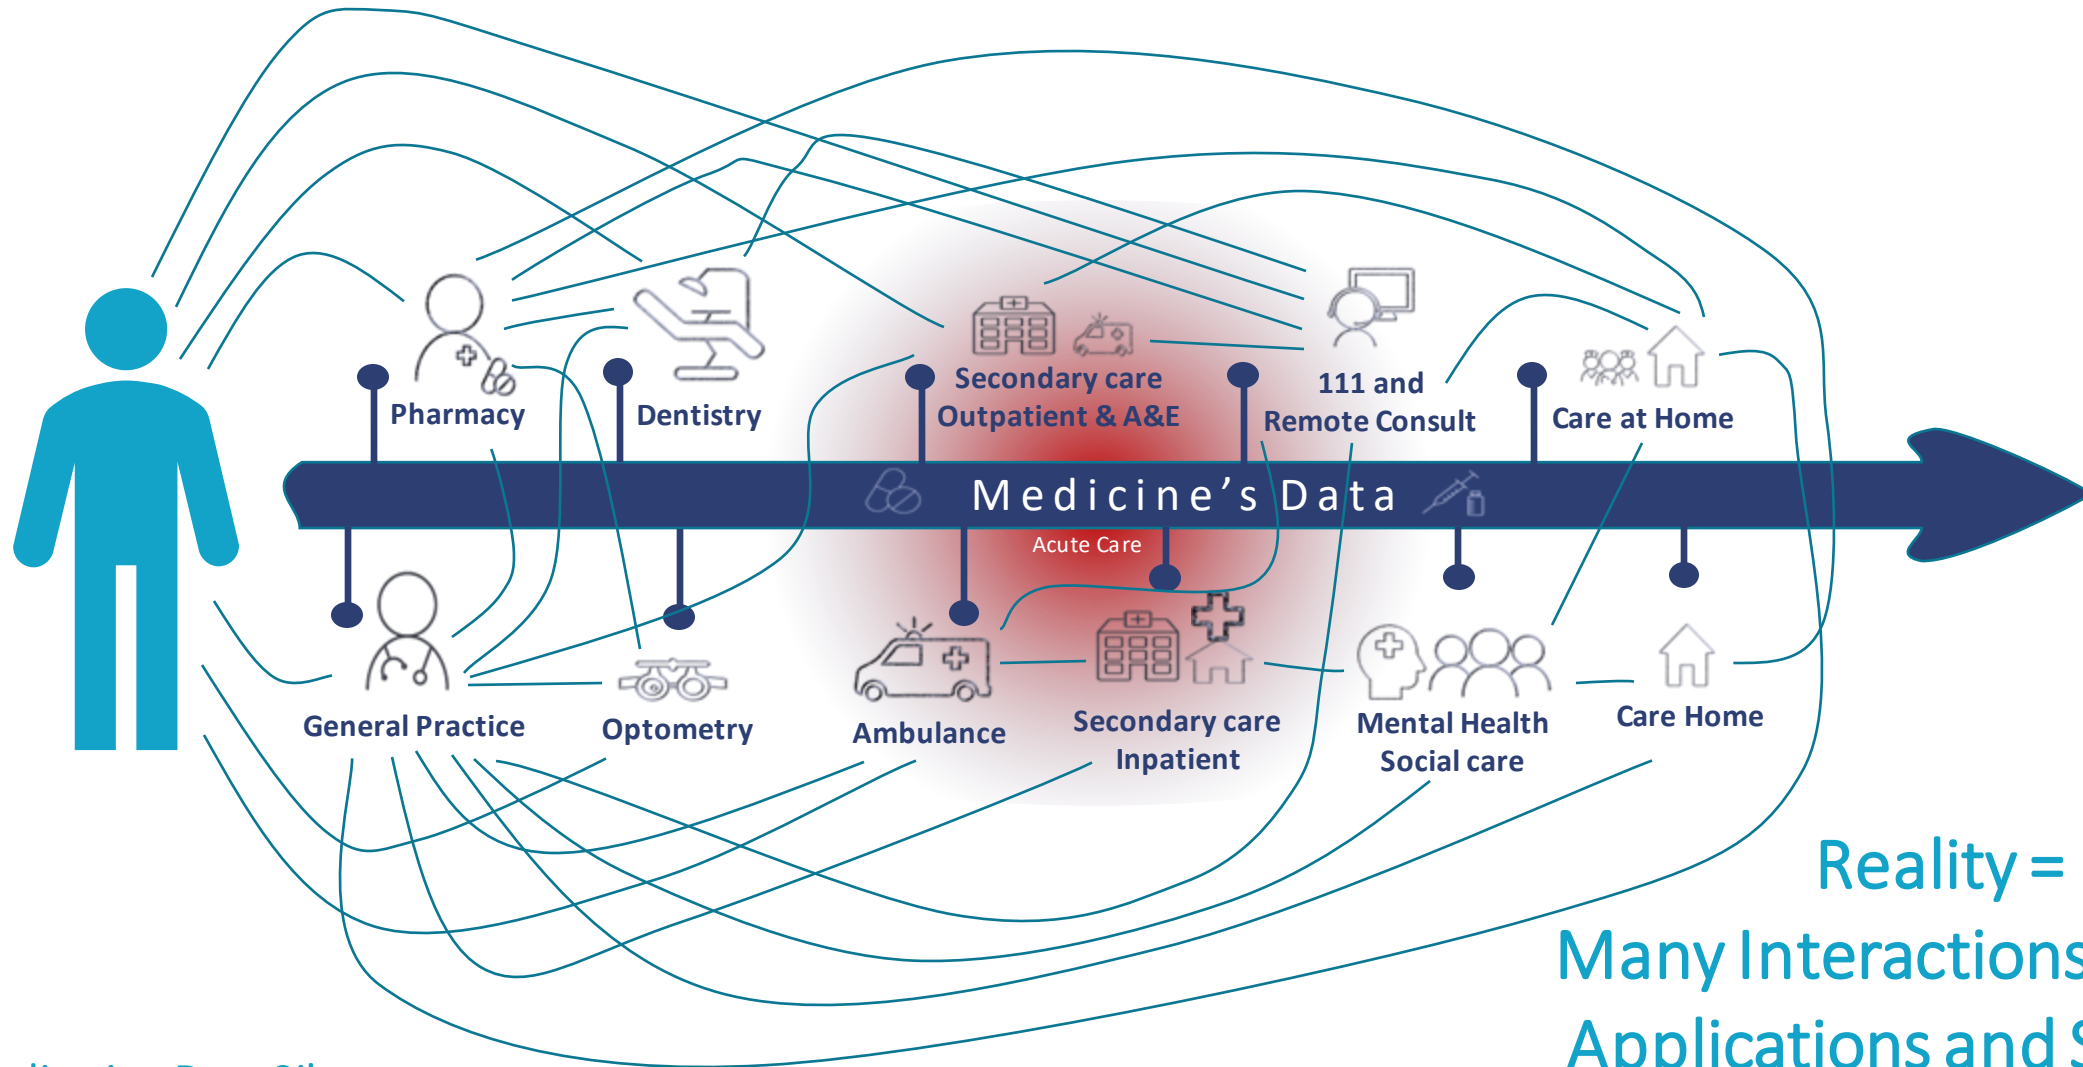 Pharmacy
Dentistry
Secondary care
Outpatient & A&E
111 and
Remote Consult
Care at Home
Medicine's Data
Acute Care
General Practice
Optometry
Ambulance
Secondary care
Inpatient
Mental Health
Social care
Care Home
Reality =
Many Interactions
Applications and S